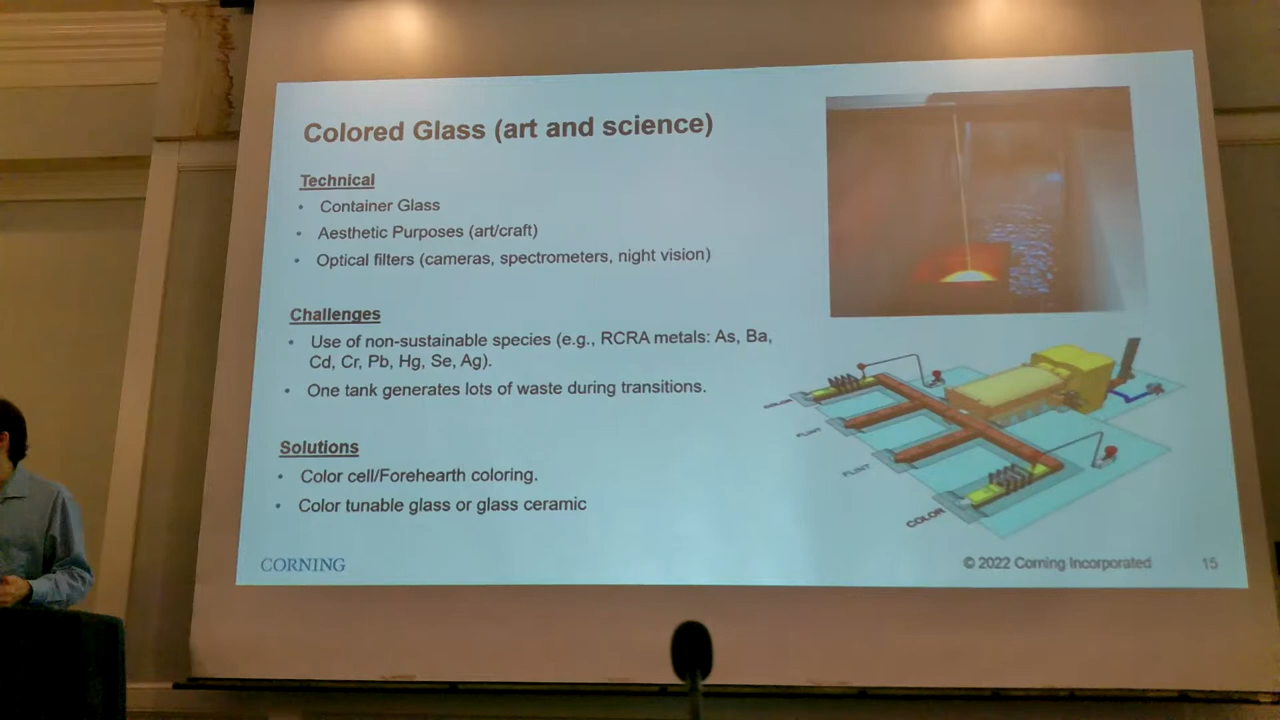 Colored Glass (art and science)
Technical
• Container Glass
• Aesthetic Purposes (art/craft)
• Optical filters (cameras, spectrometers, night vision)
Challenges
• Use of non-sustainable species (e.g., RCRA metals: As, Ba,
Cd, Cr, Pb, Hg, Se, Ag).
• One tank generates lots of waste during transitions.
Solutions
• Color cell/Forehearth coloring.
• Color tunable glass or glass ceramic
COLOR
FLINT
FLINT
COLOR
CORNING
© 2022 Corning Incorporated
15